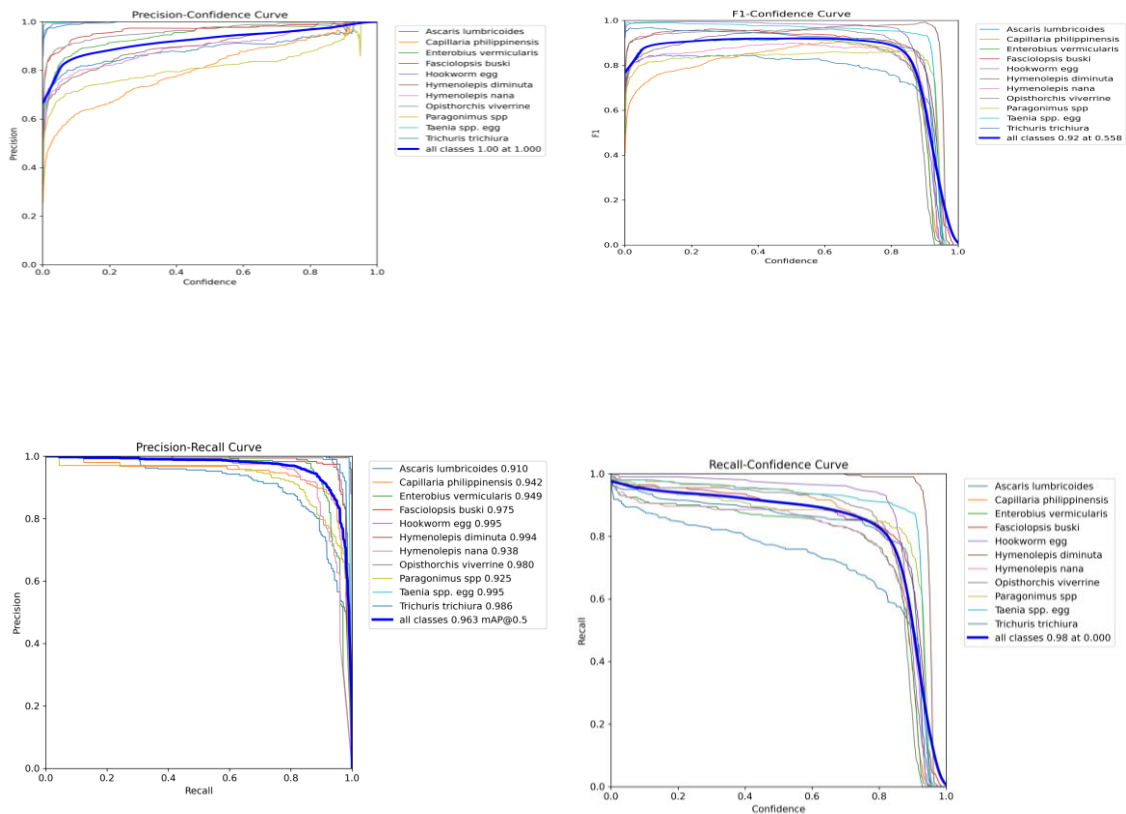 Precision-Confidence Curve
1.0
0.8
0.6
0.4
0.2
0.0
Precision
0.0 0.2 0.4 0.6 0.8 1.0
Confidence
Ascaris lumbricoides
Capillaria philippinensis
Enterobius vermicularis
Fasciolopsis buski
Hookworm egg
Hymenolepis diminuta
Hymenolepis nana
Opisthorchis viverrine
Paragonimus spp
Taenia spp. egg
Trichuris trichiura
all classes 1.00 at 1.000
F1-Confidence Curve
1.0
0.8
0.6
0.4
0.2
0.0
F1
0.0 0.2 0.4 0.6 0.8 1.0
Confidence
Ascaris lumbricoides
Capillaria philippinensis
Enterobius vermicularis
Fasciolopsis buski
Hookworm egg
Hymenolepis diminuta
Hymenolepis nana
Opisthorchis viverrine
Paragonimus spp
Taenia spp. egg
Trichuris trichiura
all classes 0.92 at 0.558
Precision-Recall Curve
1.0
0.8
0.6
0.4
0.2
0.0
Precision
0.0 0.2 0.4 0.6 0.8 1.0
Recall
Ascaris lumbricoides 0.910
Capillaria philippinensis 0.942
Enterobius vermicularis 0.949
Fasciolopsis buski 0.975
Hookworm egg 0.995
Hymenolepis diminuta 0.994
Hymenolepis nana 0.938
Opisthorchis viverrine 0.980
Paragonimus spp 0.925
Taenia spp. egg 0.995
Trichuris trichiura 0.986
all classes 0.963 mAP@0.5
Recall-Confidence Curve
1.0
0.8
0.6
0.4
0.2
0.0
Recall
0.0 0.2 0.4 0.6 0.8 1.0
Confidence
Ascaris lumbricoides
Capillaria philippinensis
Enterobius vermicularis
Fasciolopsis buski
Hookworm egg
Hymenolepis diminuta
Hymenolepis nana
Opisthorchis viverrine
Paragonimus spp
Taenia spp. egg
Trichuris trichiura
all classes 0.98 at 0.000